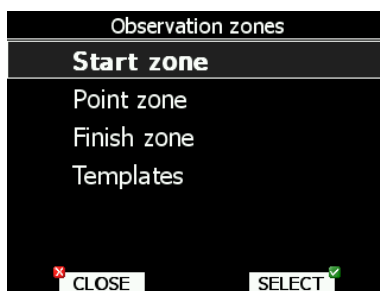 Observation zones
Start zone
Point zone
Finish zone
Templates
CLOSE SELECT